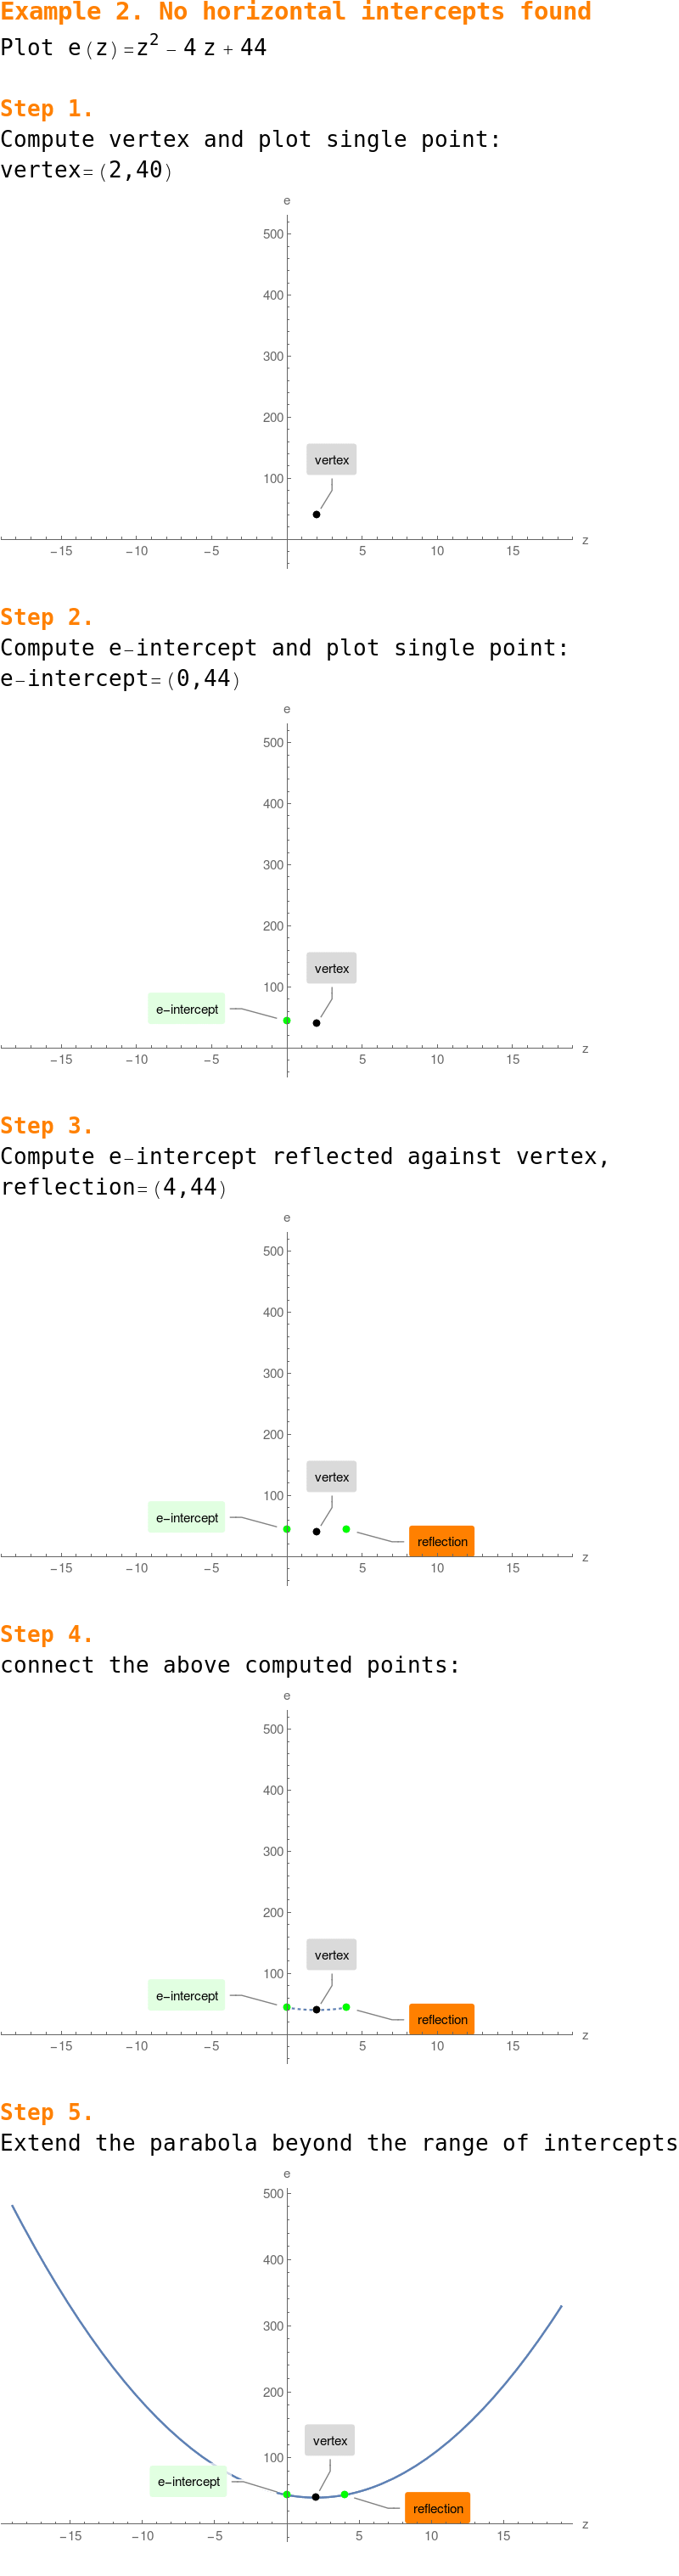 Example 2. No horizontal intercepts found
Plot e(z)=z² − 4 z + 44
Step 1.
Compute vertex and plot single point:
vertex=(2,40)
e
500
400
300
200
vertex
100
z
−15 −10 −5 5 10 15
Step 2.
Compute e−intercept and plot single point:
e−intercept=(0,44)
e
500
400
300
200
vertex
100
e−intercept
z
−15 −10 −5 5 10 15
Step 3.
Compute e−intercept reflected against vertex,
reflection=(4,44)
e
500
400
300
200
vertex
100
e−intercept
reflection
z
−15 −10 −5 5 10 15
Step 4.
connect the above computed points:
e
500
400
300
200
vertex
100
e−intercept
reflection
z
−15 −10 −5 5 10 15
Step 5.
Extend the parabola beyond the range of intercepts
e
500
400
300
200
vertex
100
e−intercept
reflection
z
−15 −10 −5 5 10 15